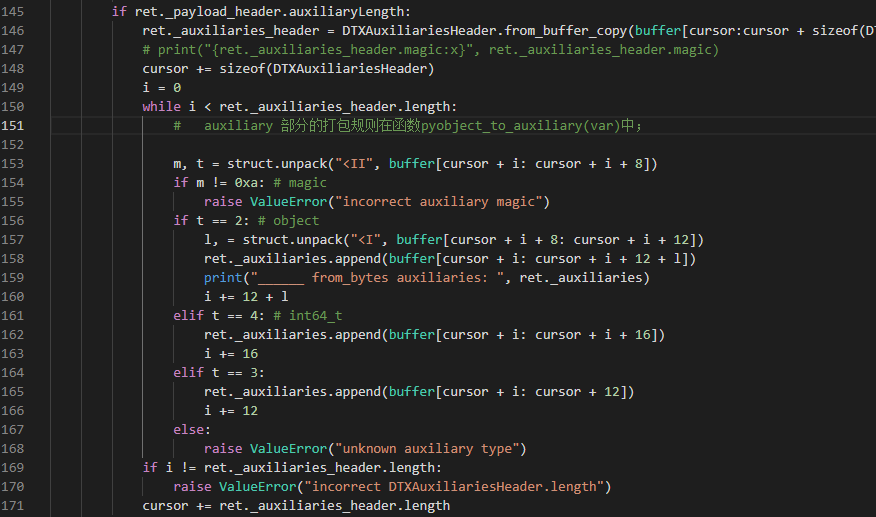 145 if ret._payload_header.auxiliaryLength:
146 ret._auxiliaries_header = DTXAuxiliariesHeader.from_buffer_copy(buffer[cursor:cursor + sizeof(DT
147 # print("{ret._auxiliaries_header.magic:x}", ret._auxiliaries_header.magic)
148 cursor += sizeof(DTXAuxiliariesHeader)
149 i = 0
150 while i < ret._auxiliaries_header.length:
151 # auxiliary 部分的打包规则在函数pyobject_to_auxiliary(var)中;
152
153 m, t = struct.unpack("<II", buffer[cursor + i: cursor + i + 8])
154 if m != 0xa: # magic
155 raise ValueError("incorrect auxiliary magic")
156 if t == 2: # object
157 l, = struct.unpack("<I", buffer[cursor + i + 8: cursor + i + 12])
158 ret._auxiliaries.append(buffer[cursor + i: cursor + i + 12 + l])
159 print("______ from_bytes auxiliaries: ", ret._auxiliaries)
160 i += 12 + l
161 elif t == 4: # int64_t
162 ret._auxiliaries.append(buffer[cursor + i: cursor + i + 16])
163 i += 16
164 elif t == 3:
165 ret._auxiliaries.append(buffer[cursor + i: cursor + 12])
166 i += 12
167 else:
168 raise ValueError("unknown auxiliary type")
169 if i != ret._auxiliaries_header.length:
170 raise ValueError("incorrect DTXAuxiliariesHeader.length")
171 cursor += ret._auxiliaries_header.length